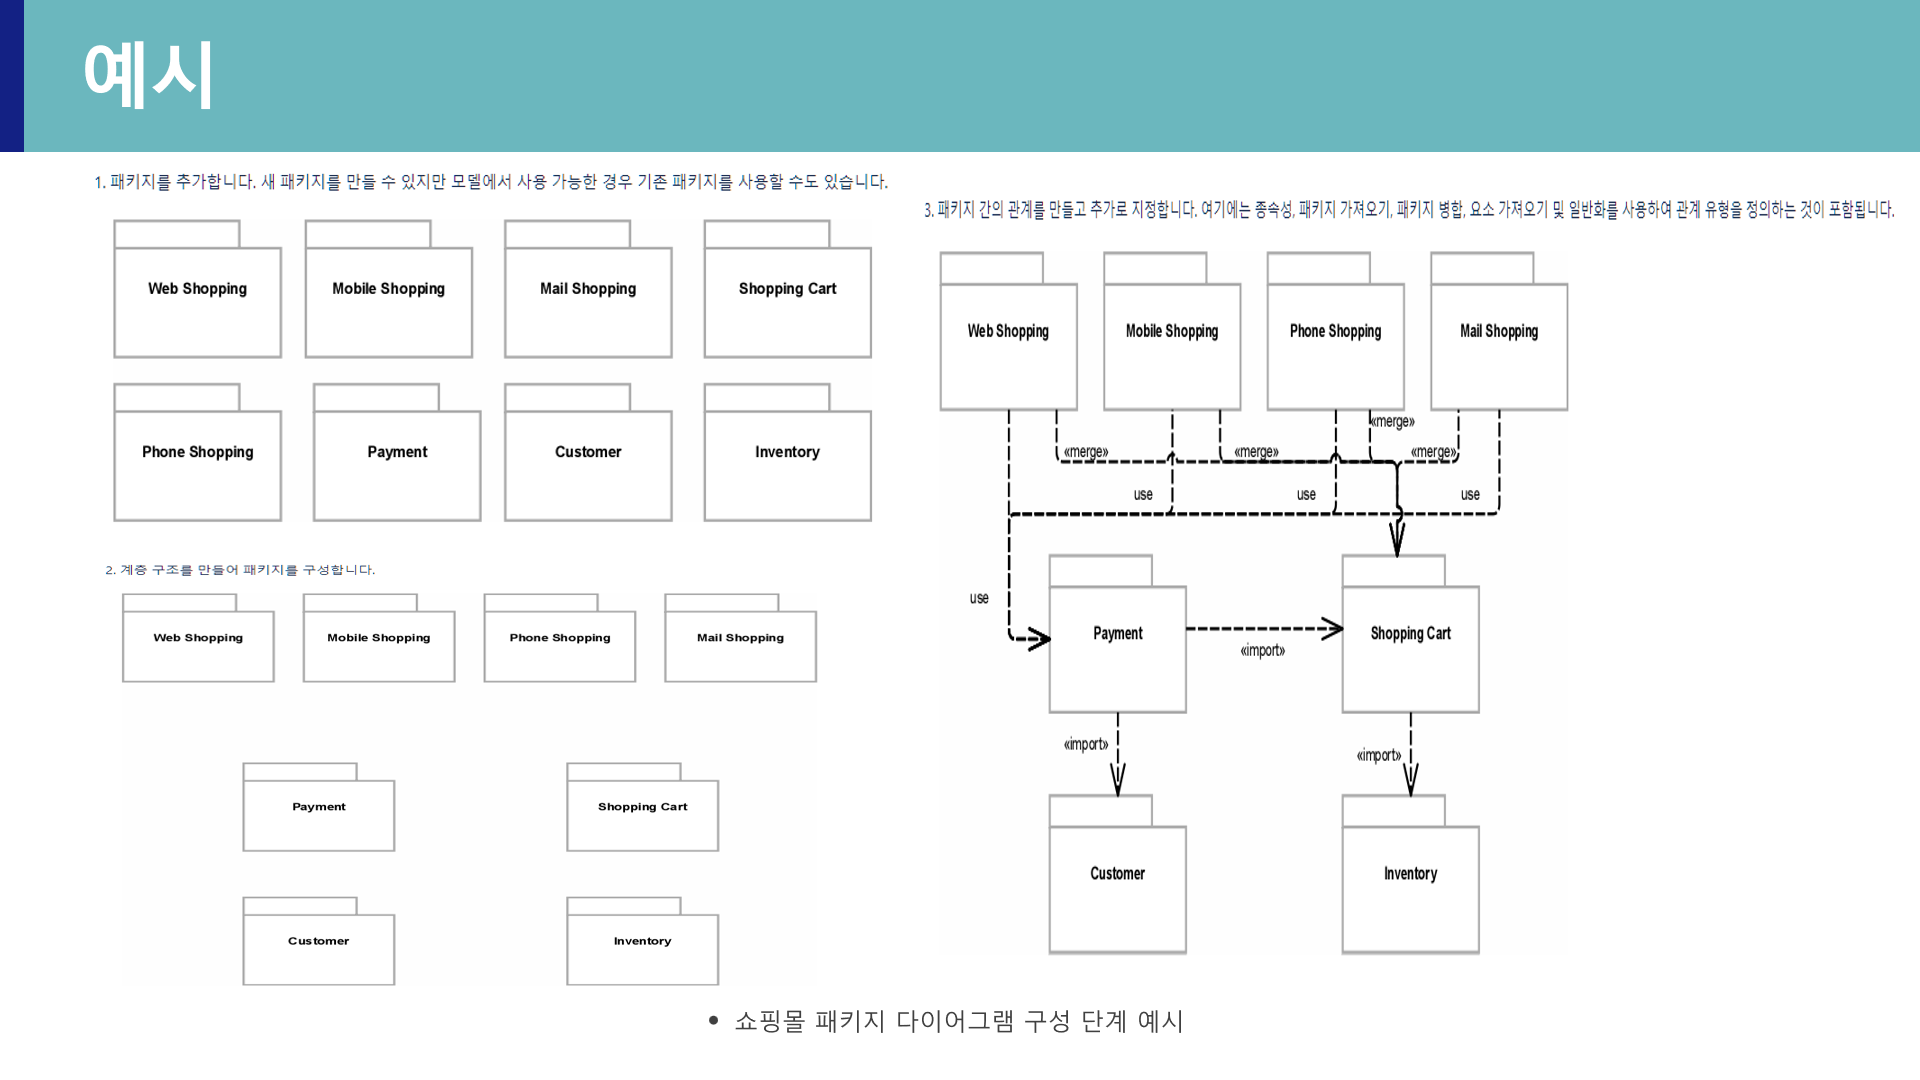 예시
1. 패키지를 추가합니다. 새 패키지를 만들 수 있지만 모델에서 사용 가능한 경우 기존 패키지를 사용할 수도 있습니다.
Web Shopping
Mobile Shopping
Mail Shopping
Shopping Cart
Phone Shopping
Payment
Customer
Inventory
2. 계층 구조를 만들어 패키지를 구성합니다.
Web Shopping
Mobile Shopping
Phone Shopping
Mail Shopping
Payment
Shopping Cart
Customer
Inventory
3. 패키지 간의 관계를 만들고 추가로 지정합니다. 여기에는 종속성, 패키지 가져오기, 패키지 병합, 요소 가져오기 및 일반화를 사용하여 관계 유형을 정의하는 것이 포함됩니다.
Web Shopping
Mobile Shopping
Phone Shopping
Mail Shopping
«merge»
«merge»
«merge»
«merge»
use
use
use
use
Payment
Shopping Cart
«import»
«import»
«import»
Customer
Inventory
• 쇼핑몰 패키지 다이어그램 구성 단계 예시